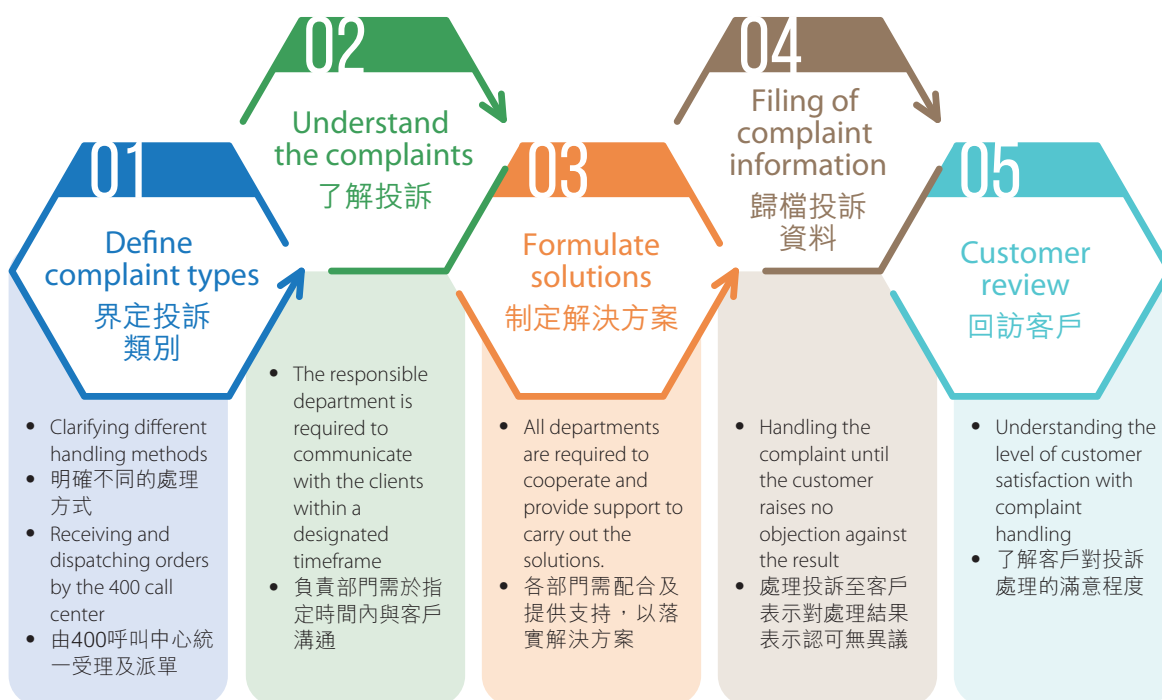 01
Define
complaint types
界定投訴
類別
• Clarifying different
handling methods
• 明確不同的處理
方式
• Receiving and
dispatching orders
by the 400 call
center
• 由400呼叫中心統
一受理及派單
02
Understand
the complaints
了解投訴
• The responsible
department is
required to
communicate
with the clients
within a
designated
timeframe
• 負責部門需於指
定時間內與客戶
溝通
03
Formulate
solutions
制定解決方案
• All departments
are required to
cooperate and
provide support to
carry out the
solutions.
• 各部門需配合及
提供支持，以落
實解決方案
04
Filing of
complaint
information
歸檔投訴
資料
• Handling the
complaint until
the customer
raises no
objection against
the result
• 處理投訴至客戶
表示對處理結果
表示認可無異議
05
Customer
review
回訪客戶
• Understanding the
level of customer
satisfaction with
complaint
handling
• 了解客戶對投訴
處理的滿意程度